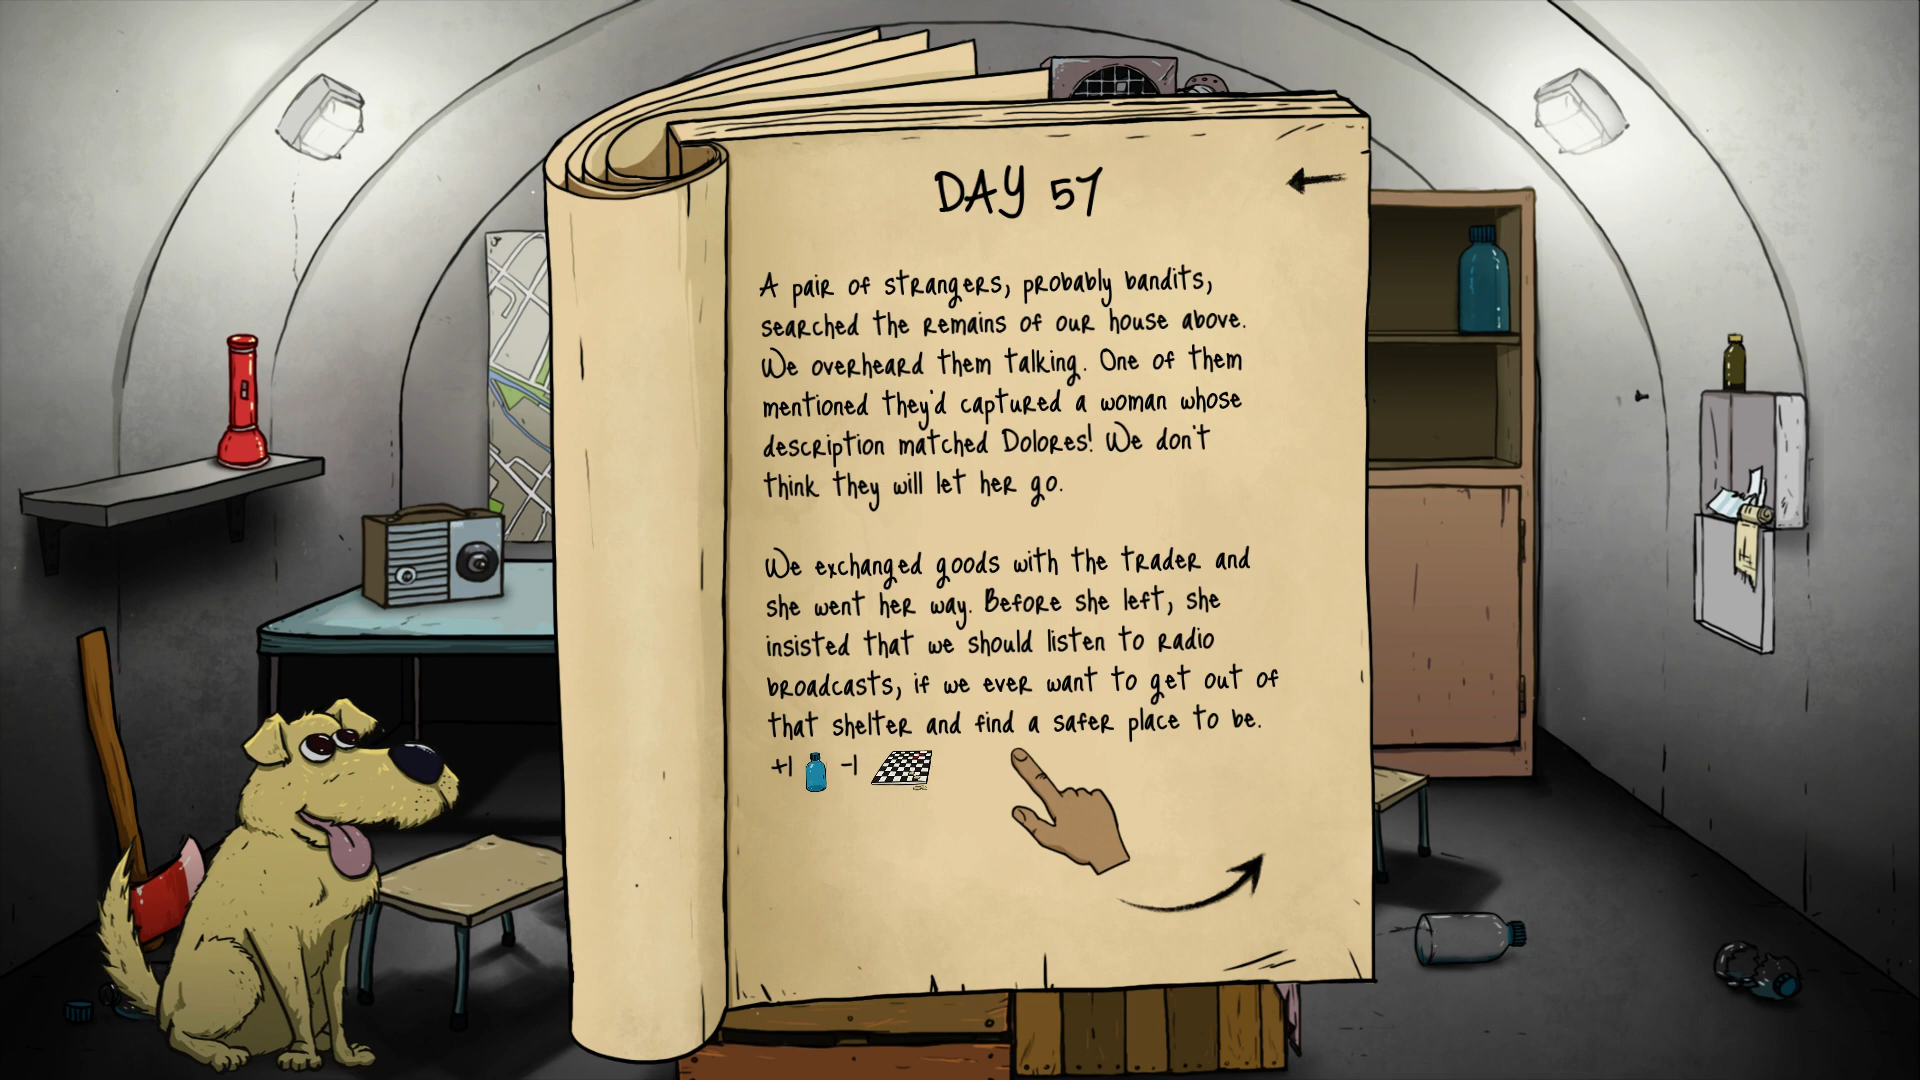 DAY 57
A pair of strangers, probably bandits,
searched the remains of our house above.
We overheard them talking. One of them
mentioned they'd captured a woman whose
description matched Dolores! We don't
think they will let her go.
We exchanged goods with the trader and
she went her way. Before she left, she
insisted that we should listen to radio
broadcasts, if we ever want to get out of
that shelter and find a safer place to be.
+1 -1